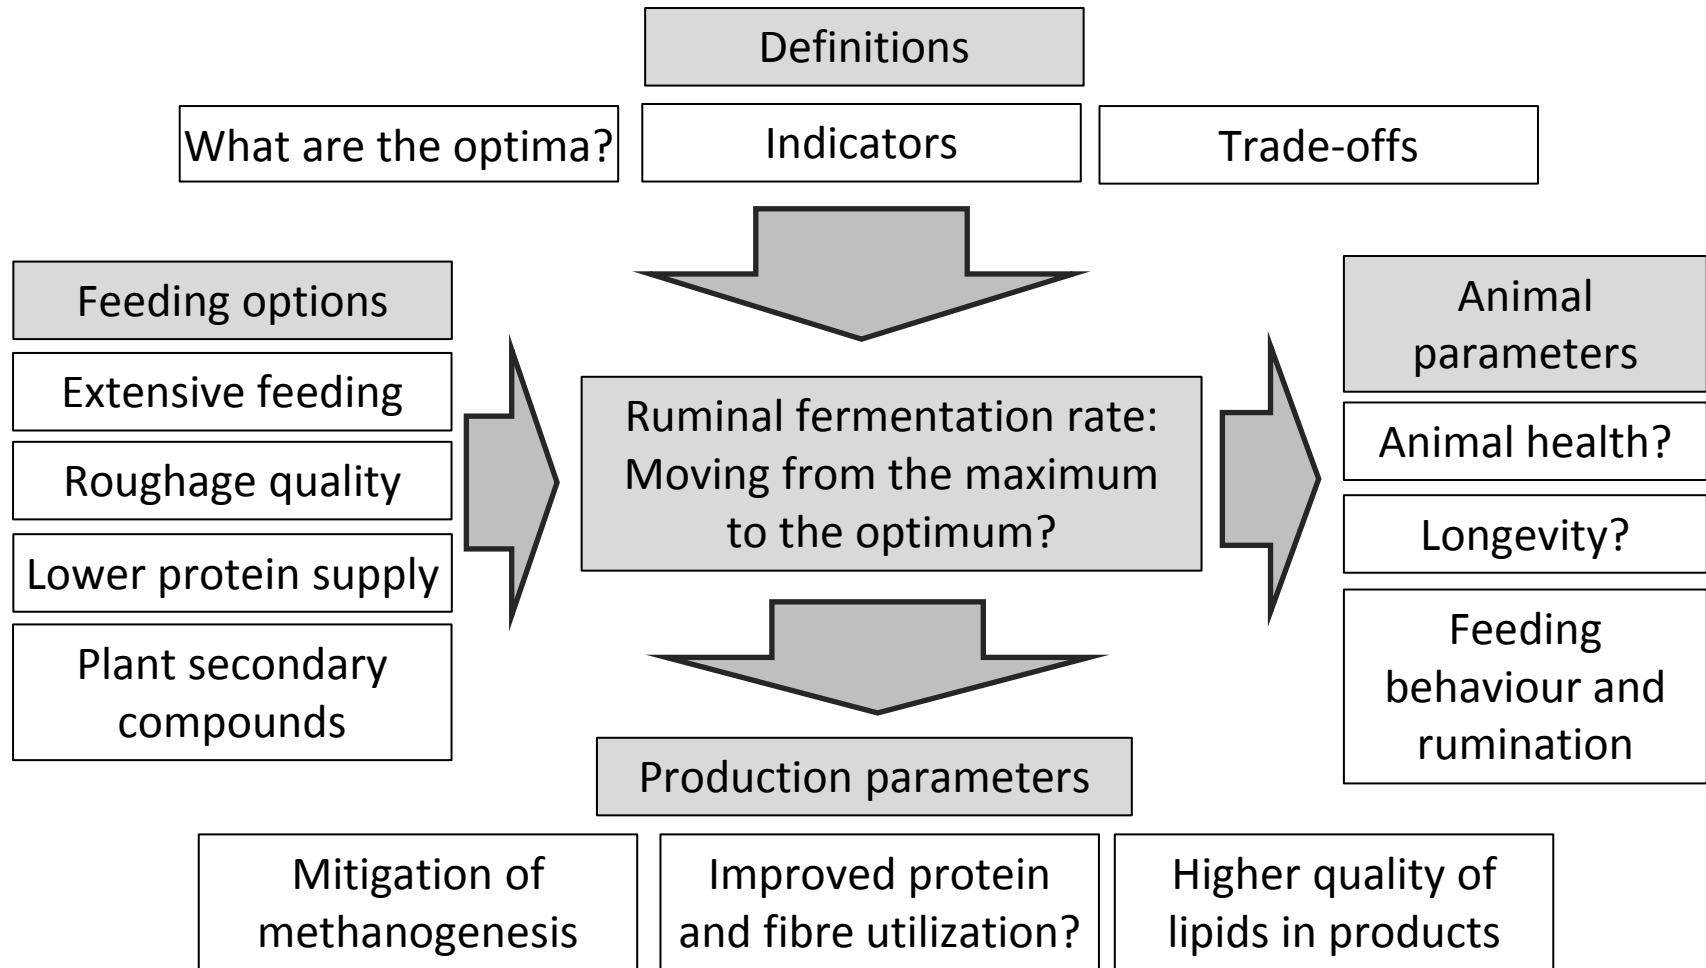 Definitions
What are the optima?
Indicators
Trade-offs
Feeding options
Extensive feeding
Roughage quality
Lower protein supply
Plant secondary
compounds
Ruminal fermentation rate:
Moving from the maximum
to the optimum?
Animal
parameters
Animal health?
Longevity?
Feeding
behaviour and
rumination
Production parameters
Mitigation of
methanogenesis
Improved protein
and fibre utilization?
Higher quality of
lipids in products